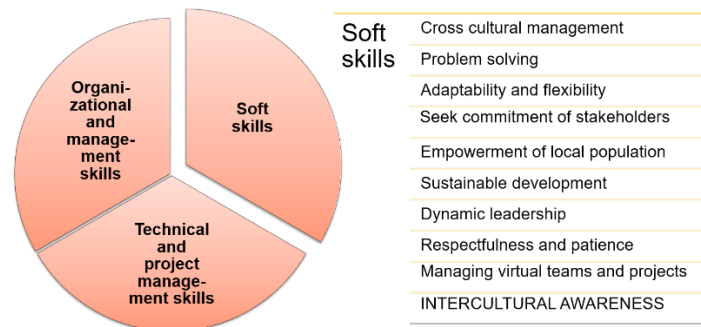 Organi-
zational
and
manage-
ment
skills
Soft
skills
Technical
and
project
manage-
ment skills
Soft
skills
Cross cultural management
Problem solving
Adaptability and flexibility
Seek commitment of stakeholders
Empowerment of local population
Sustainable development
Dynamic leadership
Respectfulness and patience
Managing virtual teams and projects
INTERCULTURAL AWARENESS